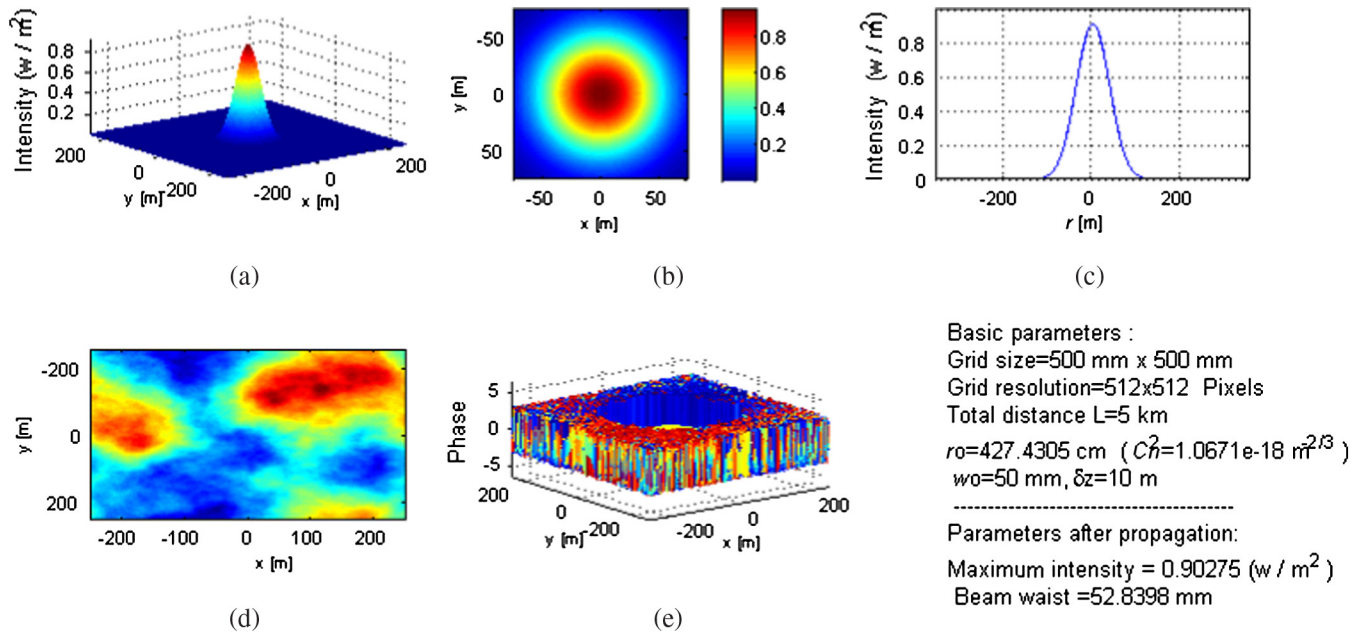 Intensity (w / m²)
0.8
0.6
0.4
0.2
200
0
-200
y [m]
-200
0
200
x [m]
(a)
-50
0
50
y [m]
-50 0 50
x [m]
0.8
0.6
0.4
0.2
(b)
Intensity (w / m²)
0.8
0.6
0.4
0.2
0
-200 0 200
r [m]
(c)
-200
0
200
y [m]
-200 -100 0 100 200
x [m]
(d)
Phase
5
0
-5
200
0
-200
y [m]
-200
0
200
x [m]
(e)
Basic parameters :
Grid size=500 mm x 500 mm
Grid resolution=512x512 Pixels
Total distance L=5 km
ro=427.4305 cm ( Cn²=1.0671e-18 m^2/3 )
wo=50 mm, δz=10 m
----------------------------------------
Parameters after propagation:
Maximum intensity = 0.90275 (w / m² )
Beam waist =52.8398 mm